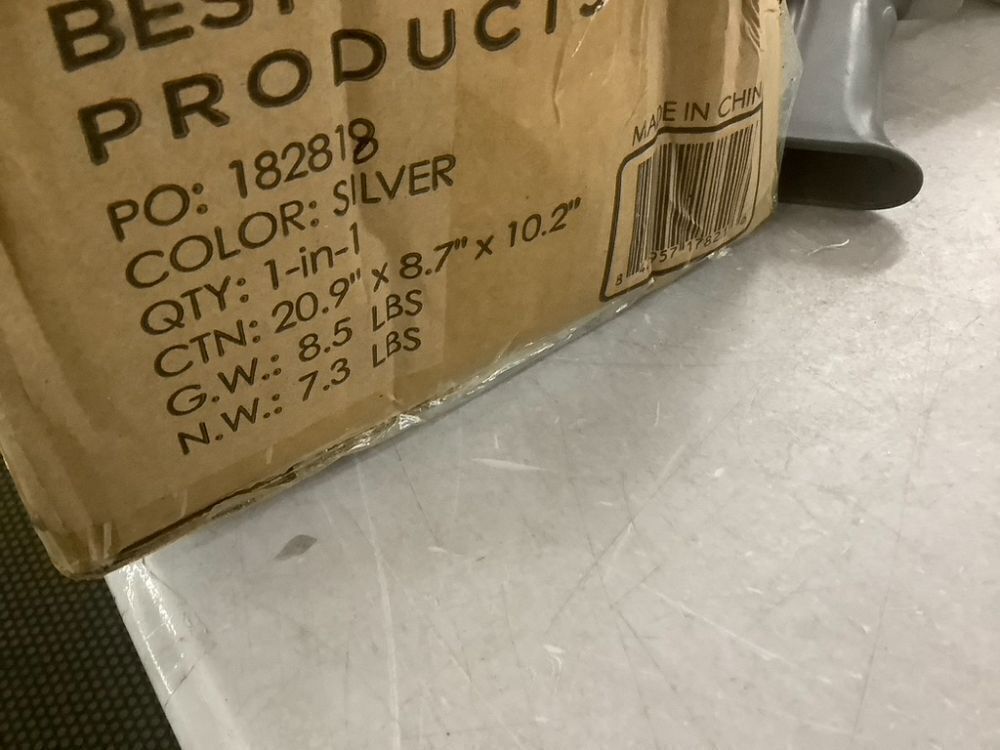 BEST
PRODUCTS
PO: 182818
COLOR: SILVER
QTY: 1-in-1
CTN: 20.9" x 8.7" x 10.2"
G.W.: 8.5 LBS
N.W.: 7.3 LBS
MADE IN CHIN